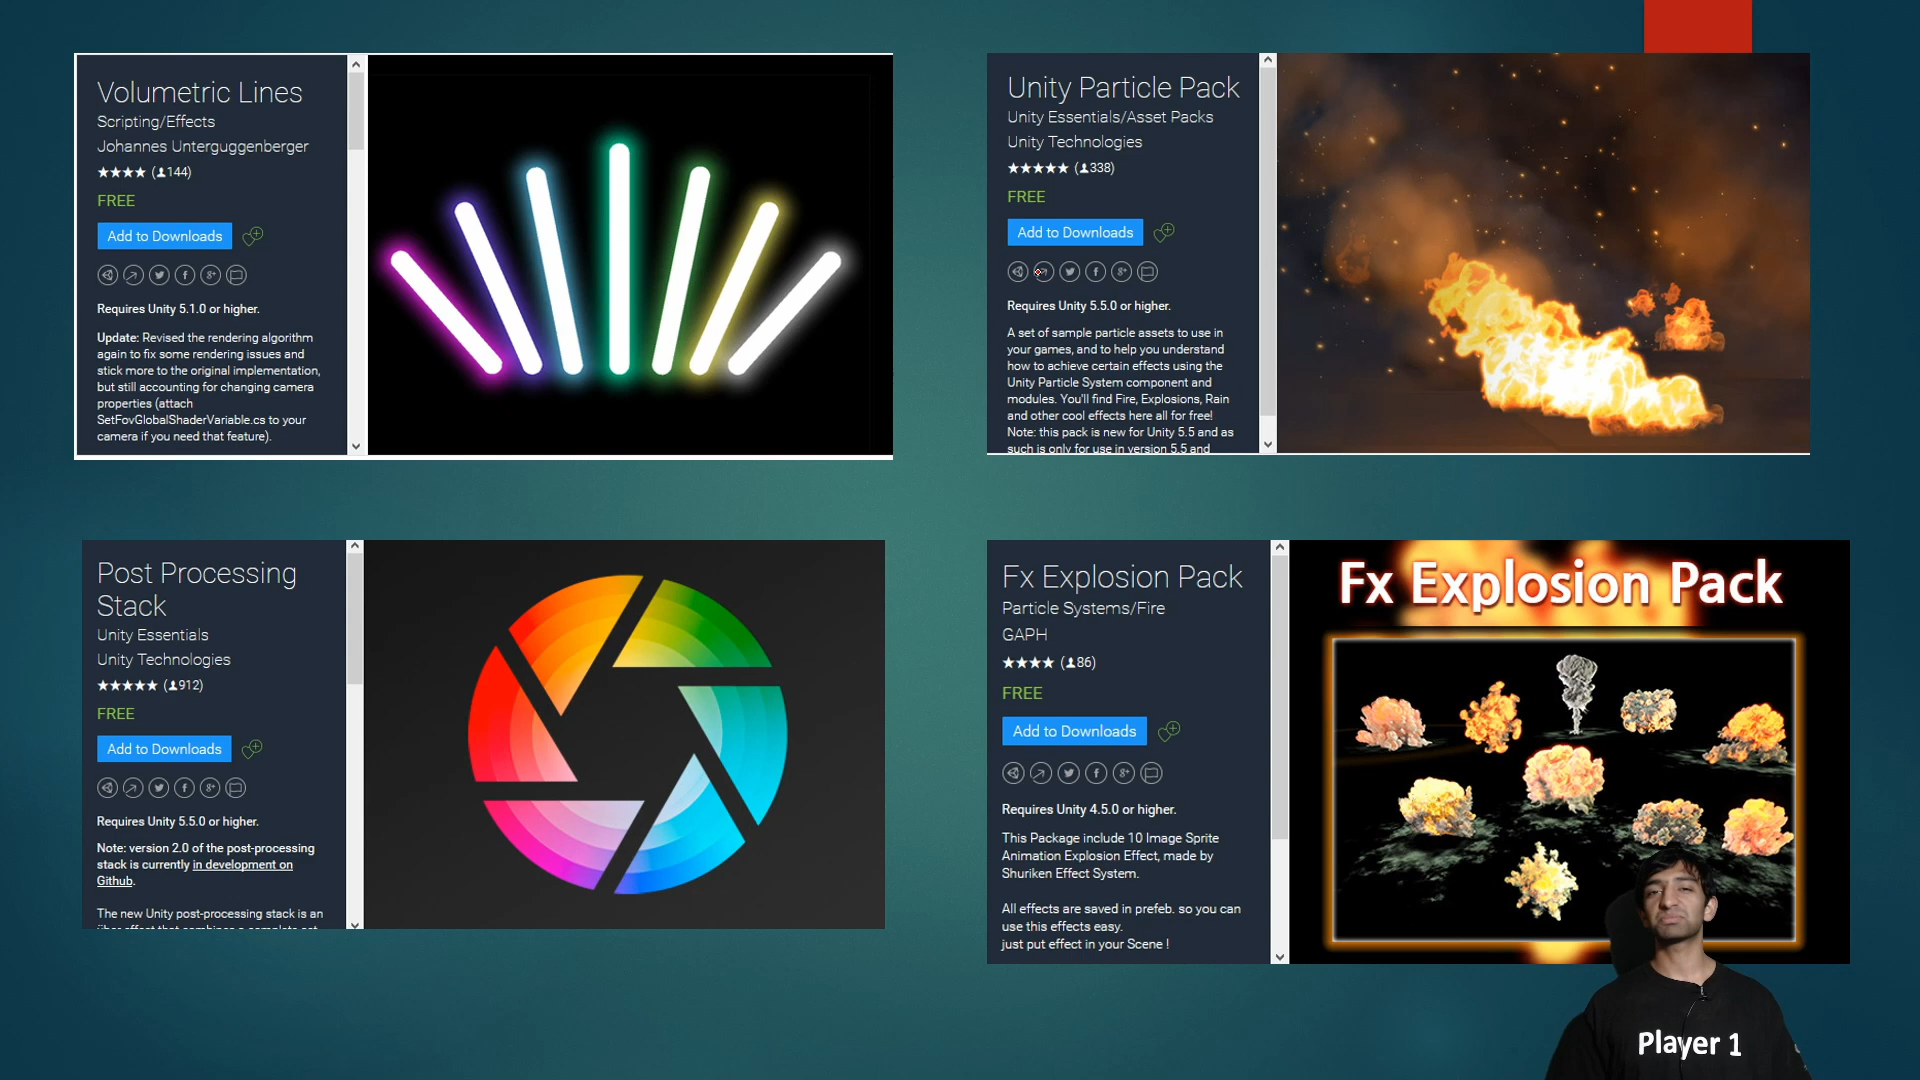 Volumetric Lines
Scripting/Effects
Johannes Unterguggenberger
★★★★ (144)
FREE
Add to Downloads
Requires Unity 5.1.0 or higher.
Update: Revised the rendering algorithm
again to fix some rendering issues and
stick more to the original implementation,
but still accounting for changing camera
properties (attach
SetFovGlobalShaderVariable.cs to your
camera if you need that feature).
Unity Particle Pack
Unity Essentials/Asset Packs
Unity Technologies
★★★★★ (338)
FREE
Add to Downloads
Requires Unity 5.5.0 or higher.
A set of sample particle assets to use in
your games, and to help you understand
how to achieve certain effects using the
Unity Particle System component and
modules. You'll find Fire, Explosions, Rain
and other cool effects here all for free!
Note: this pack is new for Unity 5.5 and as
such is only for use in version 5.5 and
Post Processing
Stack
Unity Essentials
Unity Technologies
★★★★★ (912)
FREE
Add to Downloads
Requires Unity 5.5.0 or higher.
Note: version 2.0 of the post-processing
stack is currently in development on
Github.
The new Unity post-processing stack is an
über effect that combines a complete set
Fx Explosion Pack
Particle Systems/Fire
GAPH
★★★★ (86)
FREE
Add to Downloads
Requires Unity 4.5.0 or higher.
This Package include 10 Image Sprite
Animation Explosion Effect, made by
Shuriken Effect System.
All effects are saved in prefeb. so you can
use this effects easy.
just put effect in your Scene !
Fx Explosion Pack
Player 1